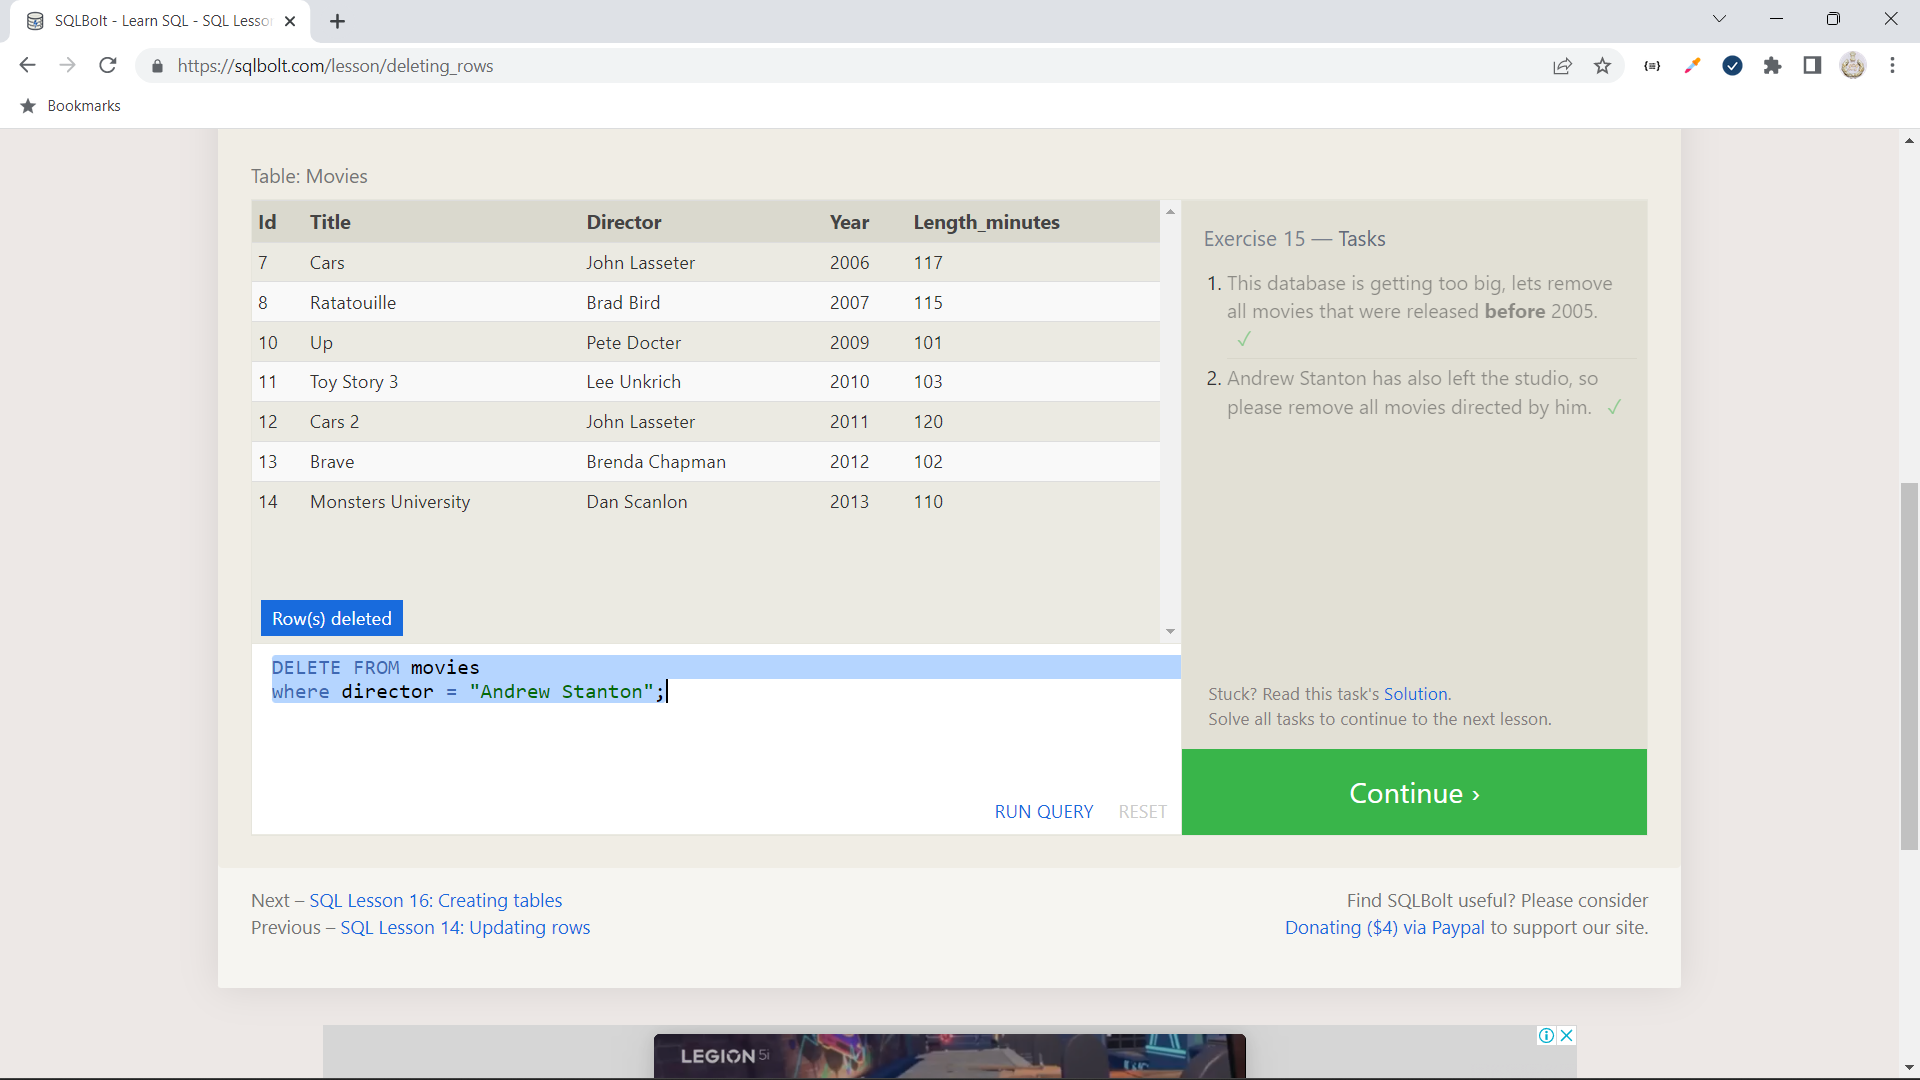 SQLBolt - Learn SQL - SQL Lesso
https://sqlbolt.com/lesson/deleting_rows
Bookmarks
Table: Movies
Id Title Director Year Length_minutes
7 Cars John Lasseter 2006 117
8 Ratatouille Brad Bird 2007 115
10 Up Pete Docter 2009 101
11 Toy Story 3 Lee Unkrich 2010 103
12 Cars 2 John Lasseter 2011 120
13 Brave Brenda Chapman 2012 102
14 Monsters University Dan Scanlon 2013 110
Row(s) deleted
DELETE FROM movies
where director = "Andrew Stanton";
RUN QUERY RESET
Exercise 15 — Tasks
1. This database is getting too big, lets remove
all movies that were released before 2005.
✓
2. Andrew Stanton has also left the studio, so
please remove all movies directed by him. ✓
Stuck? Read this task's Solution.
Solve all tasks to continue to the next lesson.
Continue ›
Next – SQL Lesson 16: Creating tables
Previous – SQL Lesson 14: Updating rows
Find SQLBolt useful? Please consider
Donating ($4) via Paypal to support our site.
LEGION 5i